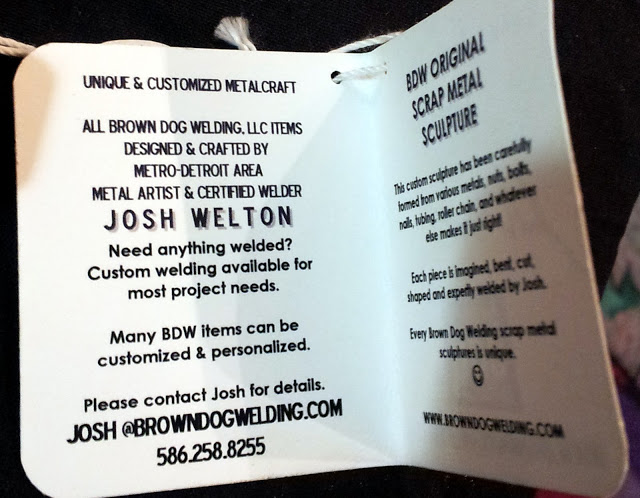 UNIQUE & CUSTOMIZED METALCRAFT
ALL BROWN DOG WELDING, LLC ITEMS
DESIGNED & CRAFTED BY
METRO-DETROIT AREA
METAL ARTIST & CERTIFIED WELDER
JOSH WELTON
Need anything welded?
Custom welding available for
most project needs.
Many BDW items can be
customized & personalized.
Please contact Josh for details.
JOSH@BROWNDOGWELDING.COM
586.258.8255
BDW ORIGINAL
SCRAP METAL
SCULPTURE
This custom sculpture has been carefully
formed from various metals, nuts, bolts,
nails, tubing, roller chain, and whatever
else makes it just right!
Each piece is imagined, bent, cut,
shaped and expertly welded by Josh.
Every Brown Dog Welding scrap metal
sculptures is unique.
WWW.BROWNDOGWELDING.COM